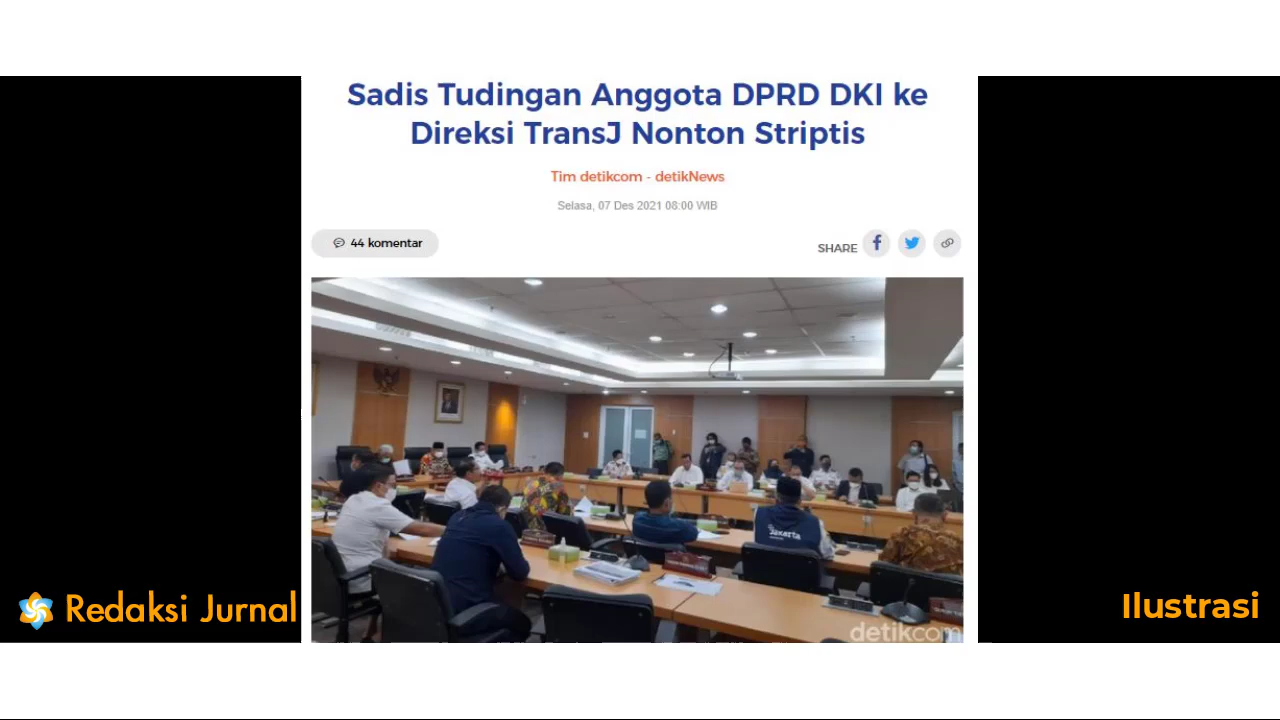 Sadis Tudingan Anggota DPRD DKI ke
Direksi TransJ Nonton Striptis
Tim detikcom - detikNews
Selasa, 07 Des 2021 08:00 WIB
44 komentar
SHARE
Jakarta
detikcom
Redaksi Jurnal
Ilustrasi